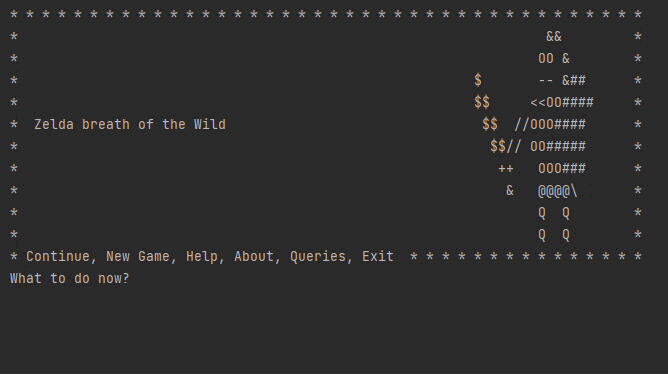 * * * * * * * * * * * * * * * * * * * * * * * * * * * * * * * * * * * * * * * *
*                                                                  &&         *
*                                                                 OO &        *
*                                                         $       -- &##      *
*                                                         $$     <<OO####     *
*  Zelda breath of the Wild                                $$  //OOO####      *
*                                                           $$// OO#####      *
*                                                            ++   OOO###      *
*                                                             &   @@@@\       *
*                                                                 Q  Q        *
*                                                                 Q  Q        *
* Continue, New Game, Help, About, Queries, Exit  * * * * * * * * * * * * * * *
What to do now?